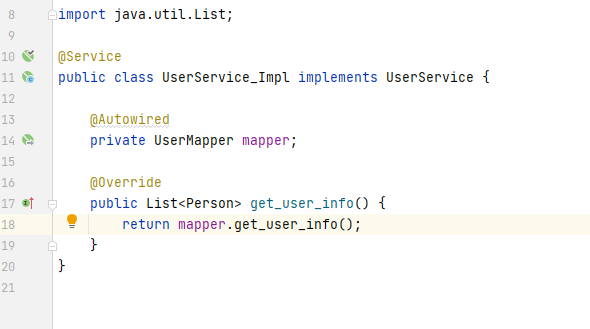 8 import java.util.List;
9
10 @Service
11 public class UserService_Impl implements UserService {
12
13 @Autowired
14 private UserMapper mapper;
15
16 @Override
17 public List<Person> get_user_info() {
18 return mapper.get_user_info();
19 }
20 }
21